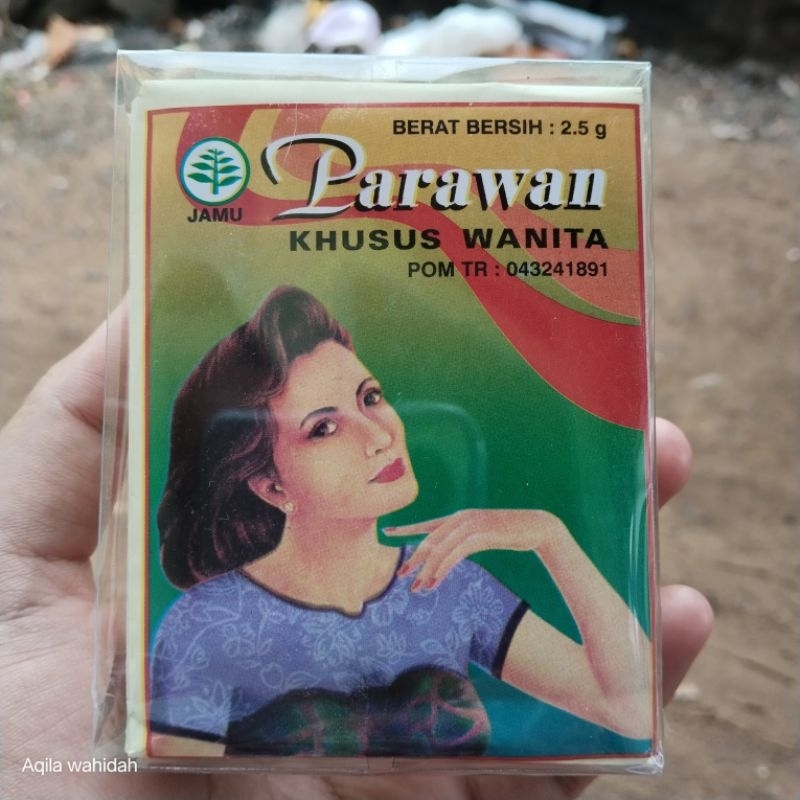 BERAT BERSIH : 2.5 g
JAMU
Parawan
KHUSUS WANITA
POM TR : 043241891
Aqila wahidah